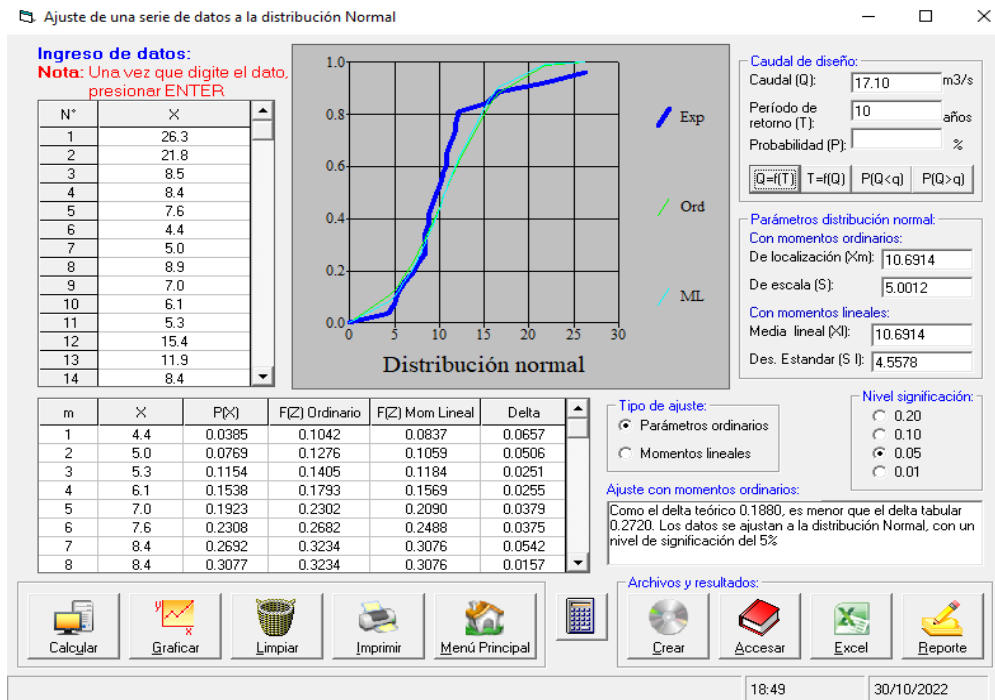 Ajuste de una serie de datos a la distribución Normal
Ingreso de datos:
Nota: Una vez que digite el dato,
presionar ENTER
N° X
1 26.3
2 21.8
3 8.5
4 8.4
5 7.6
6 4.4
7 5.0
8 8.9
9 7.0
10 6.1
11 5.3
12 15.4
13 11.9
14 8.4
1.0
0.8
0.6
0.4
0.2
0.0
0 5 10 15 20 25 30
Exp
Ord
ML
Distribución normal
Caudal de diseño:
Caudal (Q): 17.10 m3/s
Período de
retorno (T): 10 años
Probabilidad (P): %
Q=f(T) T=f(Q) P(Q<q) P(Q>q)
Parámetros distribución normal:
Con momentos ordinarios:
De localización (Xm): 10.6914
De escala (S): 5.0012
Con momentos lineales:
Media lineal (Xl): 10.6914
Des. Estandar (S l): 4.5578
m X P(X) F(Z) Ordinario F(Z) Mom Lineal Delta
1 4.4 0.0385 0.1042 0.0837 0.0657
2 5.0 0.0769 0.1276 0.1059 0.0506
3 5.3 0.1154 0.1405 0.1184 0.0251
4 6.1 0.1538 0.1793 0.1569 0.0255
5 7.0 0.1923 0.2302 0.2090 0.0379
6 7.6 0.2308 0.2682 0.2488 0.0375
7 8.4 0.2692 0.3234 0.3076 0.0542
8 8.4 0.3077 0.3234 0.3076 0.0157
Tipo de ajuste:
Parámetros ordinarios
Momentos lineales
Nivel significación:
0.20
0.10
0.05
0.01
Ajuste con momentos ordinarios:
Como el delta teórico 0.1880, es menor que el delta tabular
0.2720. Los datos se ajustan a la distribución Normal, con un
nivel de significación del 5%
Calcular Graficar Limpiar Imprimir Menú Principal
Archivos y resultados:
Crear Accesar Excel Reporte
18:49 30/10/2022